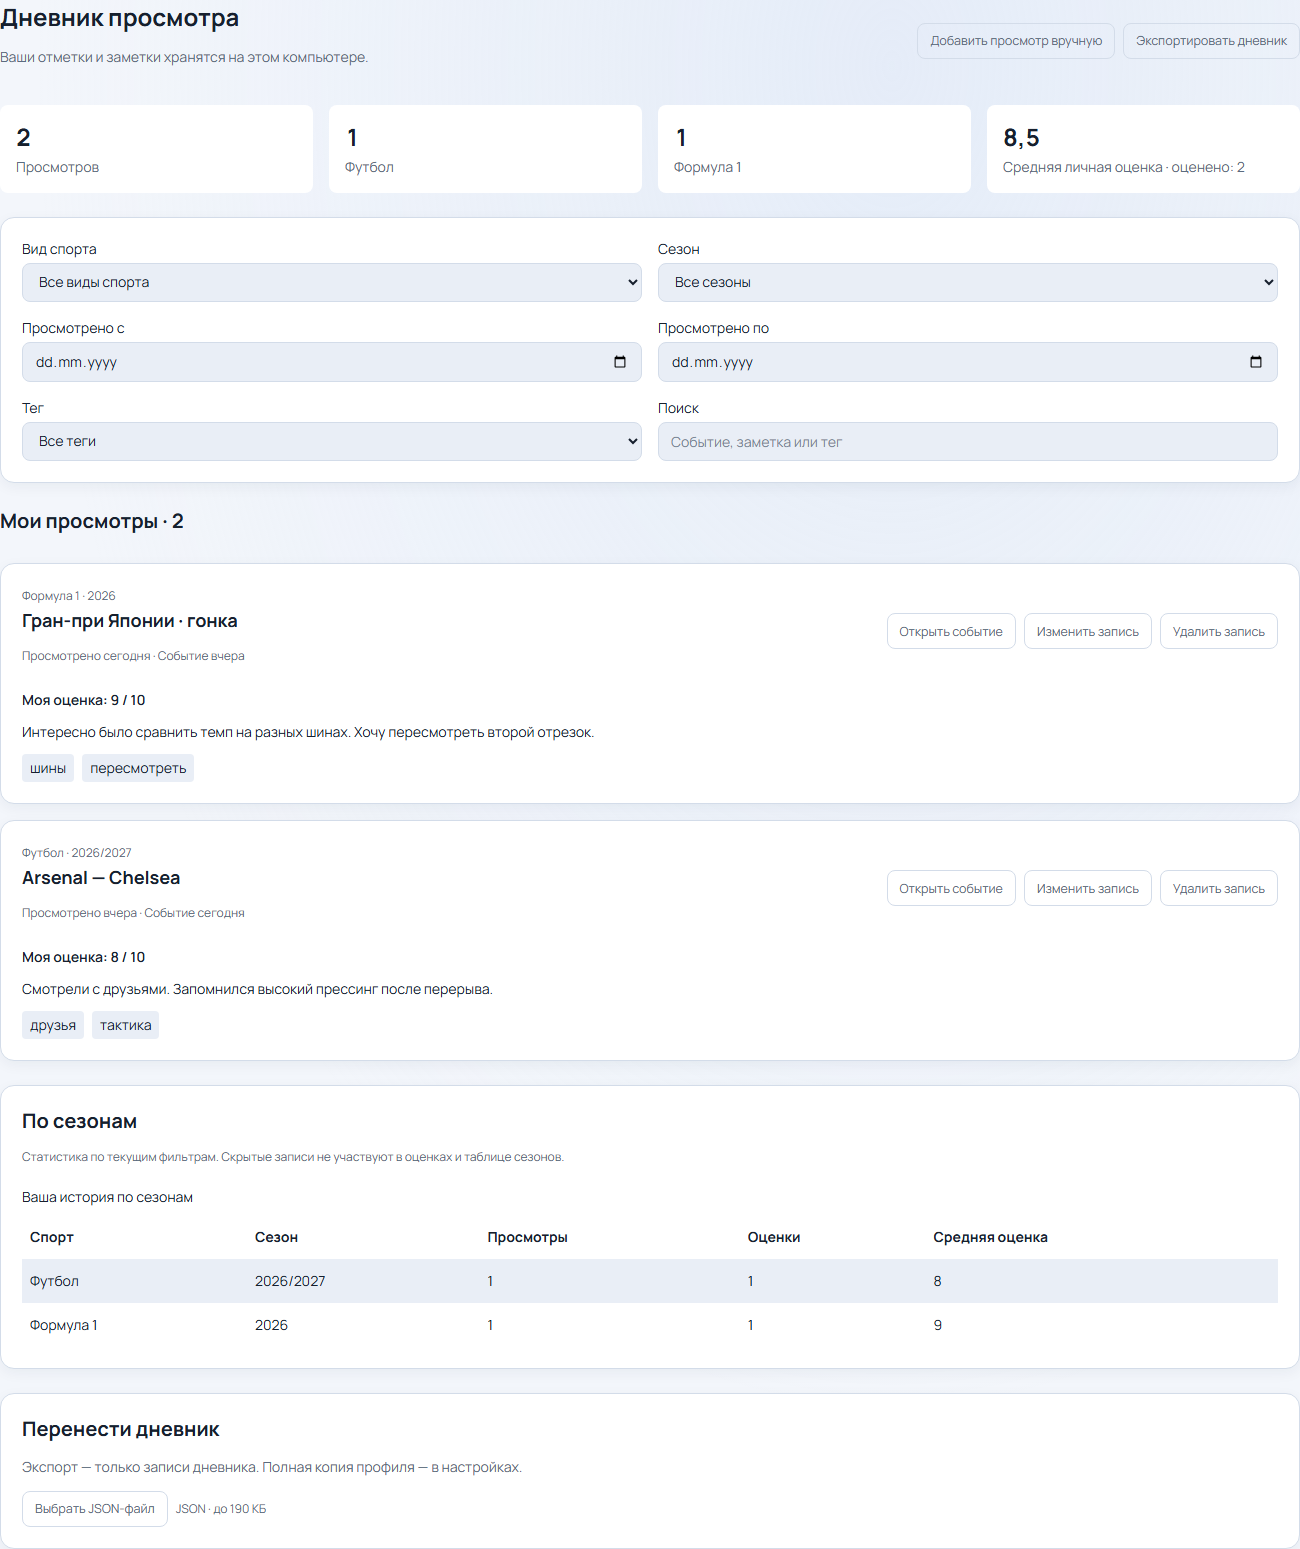 Дневник просмотра
Ваши отметки и заметки хранятся на этом компьютере.
Добавить просмотр вручную
Экспортировать дневник
2
Просмотров
1
Футбол
1
Формула 1
8,5
Средняя личная оценка · оценено: 2
Вид спорта
Все виды спорта
Сезон
Все сезоны
Просмотрено с
dd.mm.yyyy
Просмотрено по
dd.mm.yyyy
Тег
Все теги
Поиск
Событие, заметка или тег
Мои просмотры · 2
Формула 1 · 2026
Гран-при Японии · гонка
Просмотрено сегодня · Событие вчера
Открыть событие
Изменить запись
Удалить запись
Моя оценка: 9 / 10
Интересно было сравнить темп на разных шинах. Хочу пересмотреть второй отрезок.
шины
пересмотреть
Футбол · 2026/2027
Arsenal — Chelsea
Просмотрено вчера · Событие сегодня
Открыть событие
Изменить запись
Удалить запись
Моя оценка: 8 / 10
Смотрели с друзьями. Запомнился высокий прессинг после перерыва.
друзья
тактика
По сезонам
Статистика по текущим фильтрам. Скрытые записи не участвуют в оценках и таблице сезонов.
Ваша история по сезонам
Спорт Сезон Просмотры Оценки Средняя оценка
Футбол 2026/2027 1 1 8
Формула 1 2026 1 1 9
Перенести дневник
Экспорт — только записи дневника. Полная копия профиля — в настройках.
Выбрать JSON-файл
JSON · до 190 КБ